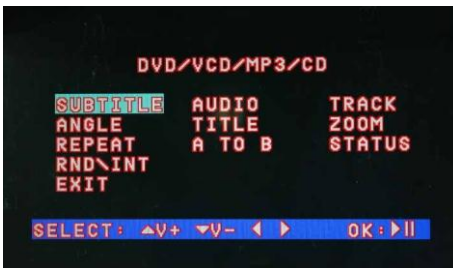 DVD/VCD/MP3/CD
SUBTITLE AUDIO TRACK
ANGLE TITLE ZOOM
REPEAT A TO B STATUS
RND\INT
EXIT
SELECT: ▲V+ ▼V- ◀ ▶ OK:▶II